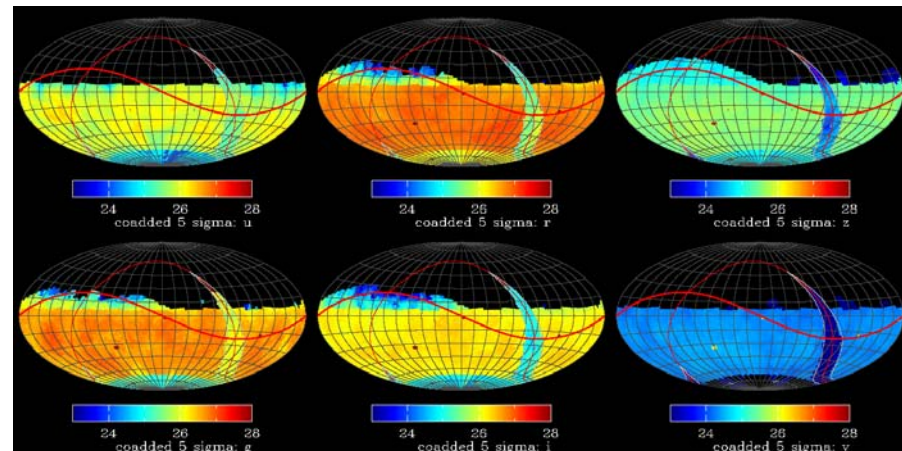 24 26 28
coadded 5 sigma: u
24 26 28
coadded 5 sigma: r
24 26 28
coadded 5 sigma: z
24 26 28
coadded 5 sigma: g
24 26 28
coadded 5 sigma: i
24 26 28
coadded 5 sigma: y